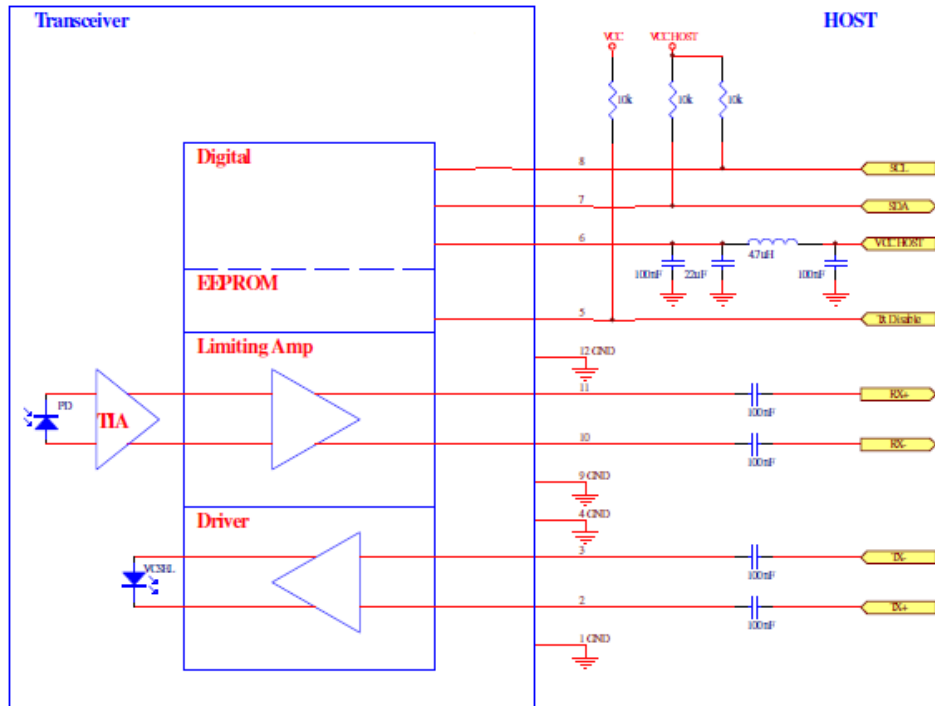 Transceiver
HOST
VCC
VCC HOST
10k
10k
10k
Digital
8
SCL
7
SDA
6
VCC HOST
4.7uH
100nF
22uF
100nF
EEPROM
5
Tx Disable
Limiting Amp
12 GND
11
RX+
PD
TIA
100nF
10
RX-
100nF
9 GND
Driver
4 GND
3
TX-
VCSEL
100nF
2
TX+
100nF
1 GND